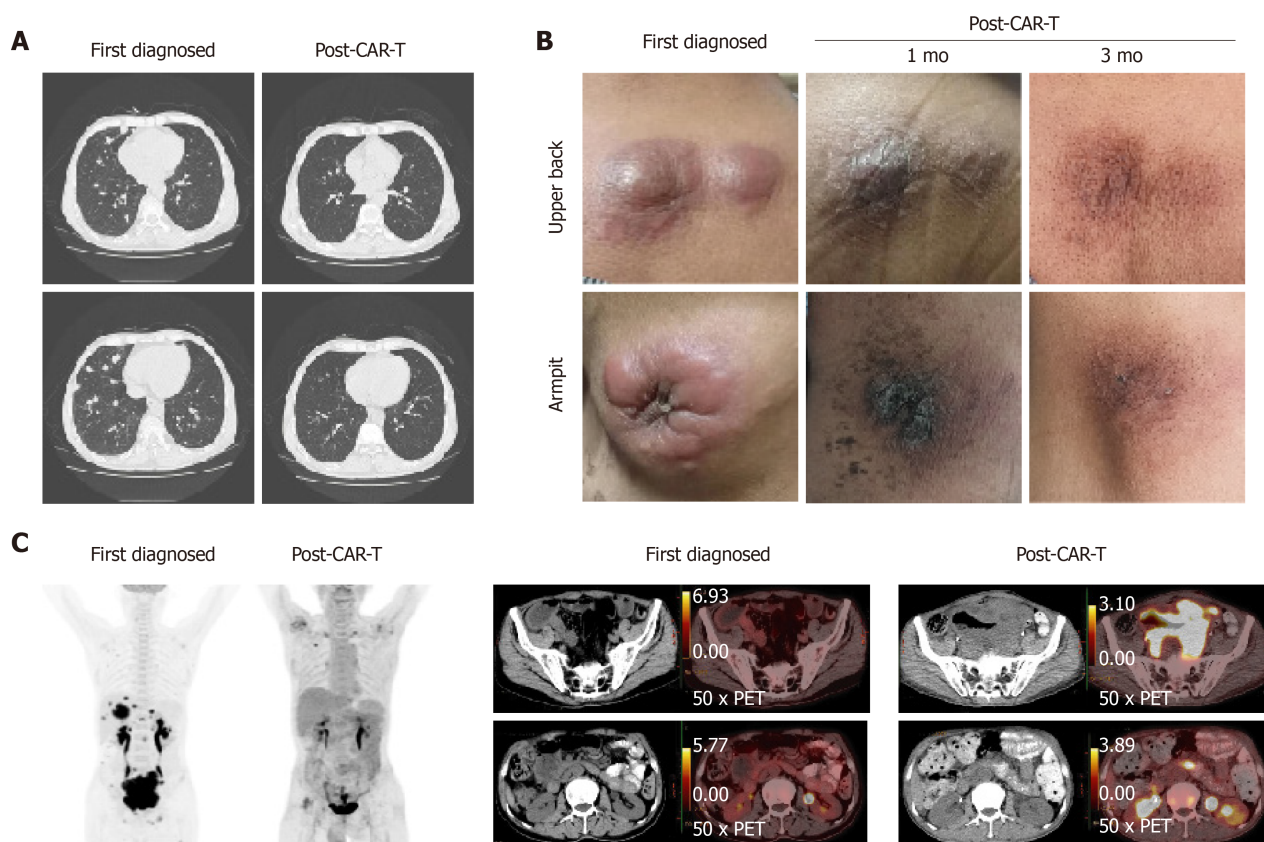 A
First diagnosed
Post-CAR-T
B
First diagnosed
Post-CAR-T
1 mo
3 mo
Upper back
Armpit
C
First diagnosed
Post-CAR-T
First diagnosed
Post-CAR-T
6.93
0.00
50 x PET
3.10
0.00
50 x PET
5.77
0.00
50 x PET
3.89
0.00
50 x PET